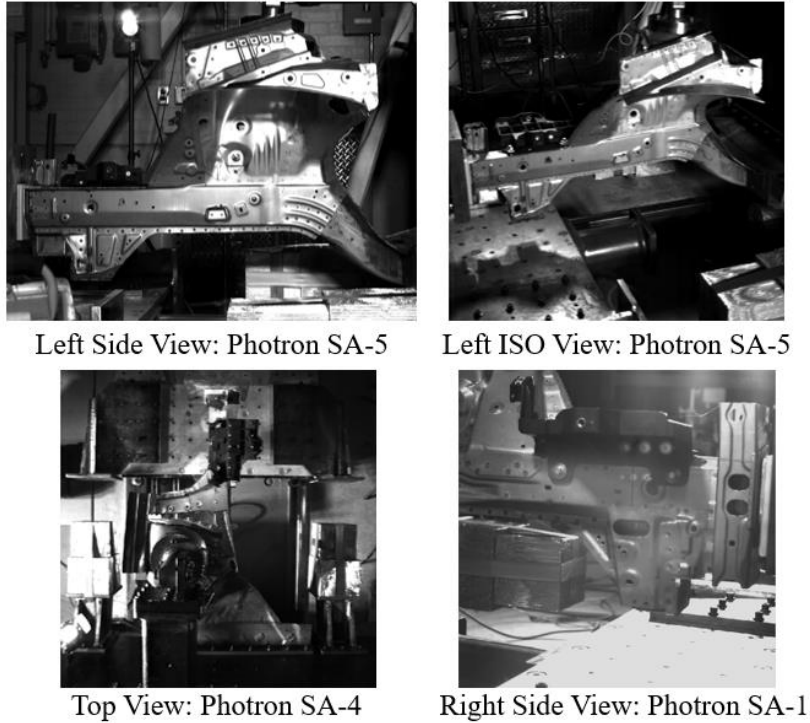 Left Side View: Photron SA-5
Left ISO View: Photron SA-5
Top View: Photron SA-4
Right Side View: Photron SA-1